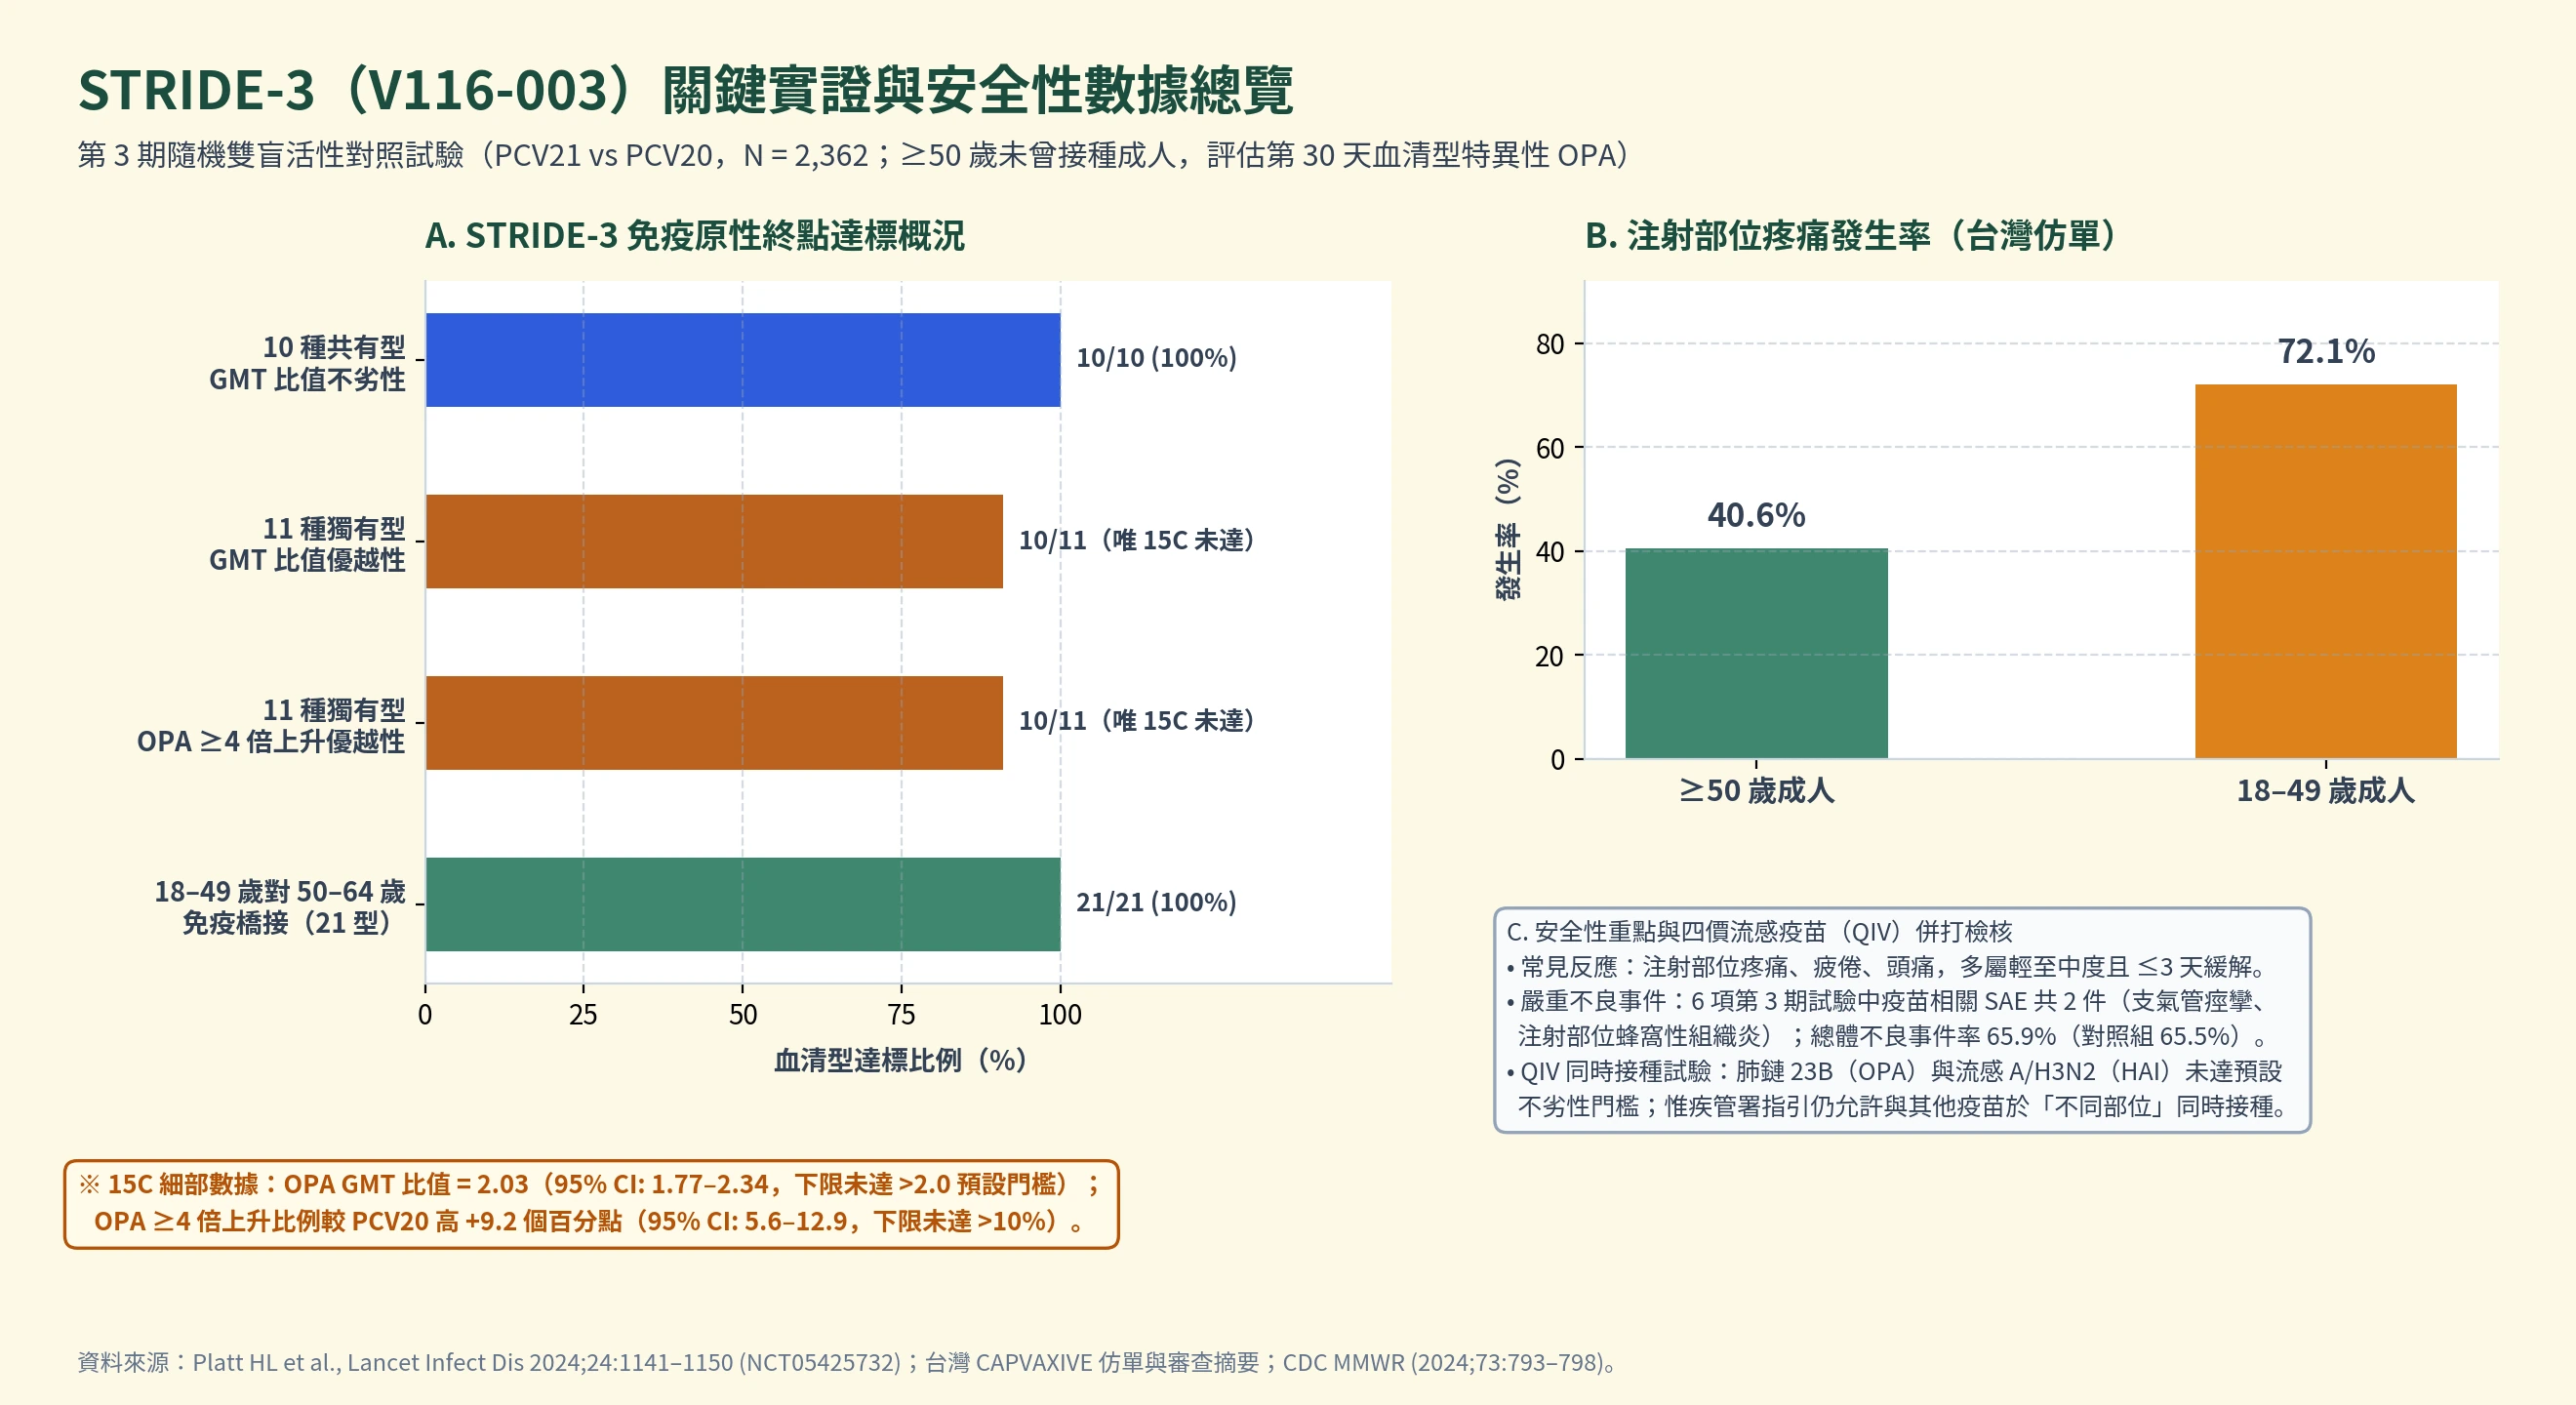 STRIDE-3（V116-003）關鍵實證與安全性數據總覽
第 3 期隨機雙盲活性對照試驗（PCV21 vs PCV20，N = 2,362；≥50 歲未曾接種成人，評估第 30 天血清型特異性 OPA）
A. STRIDE-3 免疫原性終點達標概況
10 種共有型
GMT 比值不劣性
10/10 (100%)
11 種獨有型
GMT 比值優越性
10/11（唯 15C 未達）
11 種獨有型
OPA ≥4 倍上升優越性
10/11（唯 15C 未達）
18–49 歲對 50–64 歲
免疫橋接（21 型）
21/21 (100%)
0 25 50 75 100
血清型達標比例（%）
※ 15C 細部數據：OPA GMT 比值 = 2.03（95% CI: 1.77–2.34，下限未達 >2.0 預設門檻）；
OPA ≥4 倍上升比例較 PCV20 高 +9.2 個百分點（95% CI: 5.6–12.9，下限未達 >10%）。
B. 注射部位疼痛發生率（台灣仿單）
發生率（%）
80
60
40
20
0
40.6%
72.1%
≥50 歲成人
18–49 歲成人
C. 安全性重點與四價流感疫苗（QIV）併打檢核
• 常見反應：注射部位疼痛、疲倦、頭痛，多屬輕至中度且 ≤3 天緩解。
• 嚴重不良事件：6 項第 3 期試驗中疫苗相關 SAE 共 2 件（支氣管痙攣、
注射部位蜂窩性組織炎）；總體不良事件率 65.9%（對照組 65.5%）。
• QIV 同時接種試驗：肺鏈 23B（OPA）與流感 A/H3N2（HAI）未達預設
不劣性門檻；惟疾管署指引仍允許與其他疫苗於「不同部位」同時接種。
資料來源：Platt HL et al., Lancet Infect Dis 2024;24:1141–1150 (NCT05425732)；台灣 CAPVAXIVE 仿單與審查摘要；CDC MMWR (2024;73:793–798)。